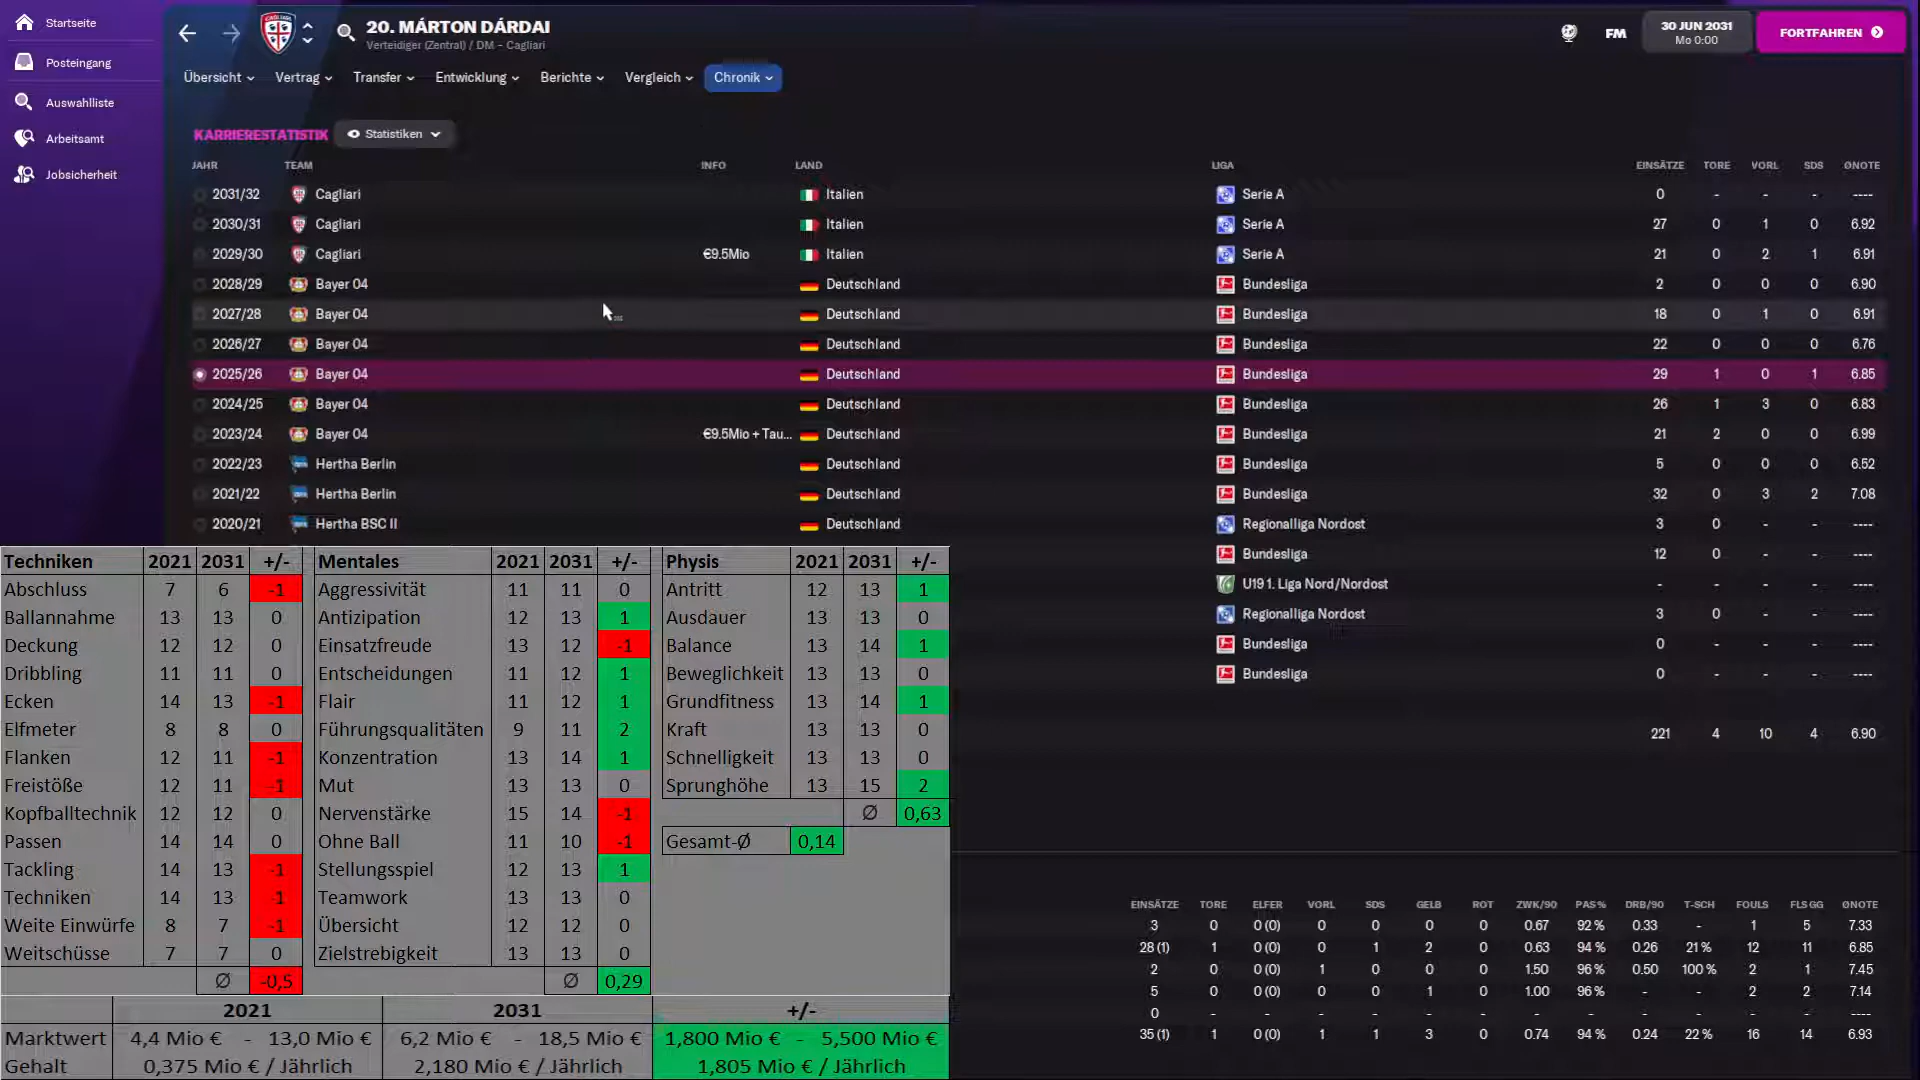 Startseite
Posteingang
Auswahlliste
Arbeitsamt
Jobsicherheit
20. MÁRTON DÁRDAI
Verteidiger (Zentral) / DM - Cagliari
FM
30 JUN 2031
Mo 0:00
FORTFAHREN
Übersicht Vertrag Transfer Entwicklung Berichte Vergleich Chronik
KARRIERESTATISTIK Statistiken
JAHR TEAM INFO LAND LIGA EINSÄTZE TORE VORL SDS ØNOTE
2031/32 Cagliari Italien Serie A 0 - - - ----
2030/31 Cagliari Italien Serie A 27 0 1 0 6.92
2029/30 Cagliari €9.5Mio Italien Serie A 21 0 2 1 6.91
2028/29 Bayer 04 Deutschland Bundesliga 2 0 0 0 6.90
2027/28 Bayer 04 Deutschland Bundesliga 18 0 1 0 6.91
2026/27 Bayer 04 Deutschland Bundesliga 22 0 0 0 6.76
2025/26 Bayer 04 Deutschland Bundesliga 29 1 0 1 6.85
2024/25 Bayer 04 Deutschland Bundesliga 26 1 3 0 6.83
2023/24 Bayer 04 €9.5Mio + Tau... Deutschland Bundesliga 21 2 0 0 6.99
2022/23 Hertha Berlin Deutschland Bundesliga 5 0 0 0 6.52
2021/22 Hertha Berlin Deutschland Bundesliga 32 0 3 2 7.08
2020/21 Hertha BSC II Deutschland Regionalliga Nordost 3 0 - - ----
Bundesliga 12 0 - - ----
U19 1. Liga Nord/Nordost - - - - ----
Regionalliga Nordost 3 0 - - ----
Bundesliga 0 - - - ----
Bundesliga 0 - - - ----
221 4 10 4 6.90
Techniken 2021 2031 +/-
Abschluss 7 6 -1
Ballannahme 13 13 0
Deckung 12 12 0
Dribbling 11 11 0
Ecken 14 13 -1
Elfmeter 8 8 0
Flanken 12 11 -1
Freistöße 12 11 -1
Kopfballtechnik 12 12 0
Passen 14 14 0
Tackling 14 13 -1
Techniken 14 13 -1
Weite Einwürfe 8 7 -1
Weitschüsse 7 7 0
Ø -0,5
Mentales 2021 2031 +/-
Aggressivität 11 11 0
Antizipation 12 13 1
Einsatzfreude 13 12 -1
Entscheidungen 11 12 1
Flair 11 12 1
Führungsqualitäten 9 11 2
Konzentration 13 14 1
Mut 13 13 0
Nervenstärke 15 14 -1
Ohne Ball 11 10 -1
Stellungsspiel 12 13 1
Teamwork 13 13 0
Übersicht 12 12 0
Zielstrebigkeit 13 13 0
Ø 0,29
Physis 2021 2031 +/-
Antritt 12 13 1
Ausdauer 13 13 0
Balance 13 14 1
Beweglichkeit 13 13 0
Grundfitness 13 14 1
Kraft 13 13 0
Schnelligkeit 13 13 0
Sprunghöhe 13 15 2
Ø 0,63
Gesamt-Ø 0,14
2021 2031 +/-
Marktwert 4,4 Mio € - 13,0 Mio € 6,2 Mio € - 18,5 Mio € 1,800 Mio € - 5,500 Mio €
Gehalt 0,375 Mio € / Jährlich 2,180 Mio € / Jährlich 1,805 Mio € / Jährlich
EINSÄTZE TORE ELFER VORL SDS GELB ROT ZWK/90 PAS% DRB/90 T-SCH FOULS FLSGG ØNOTE
3 0 0 (0) 0 0 0 0 0.67 92 % 0.33 - 1 5 7.33
28 (1) 1 0 (0) 0 1 2 0 0.63 94 % 0.26 21 % 12 11 6.85
2 0 0 (0) 1 0 0 0 1.50 96 % 0.50 100 % 2 1 7.45
5 0 0 (0) 0 0 1 0 1.00 96 % - - 2 2 7.14
0 - - - - - - - - - - - - ----
35 (1) 1 0 (0) 1 1 3 0 0.74 94 % 0.24 22 % 16 14 6.93